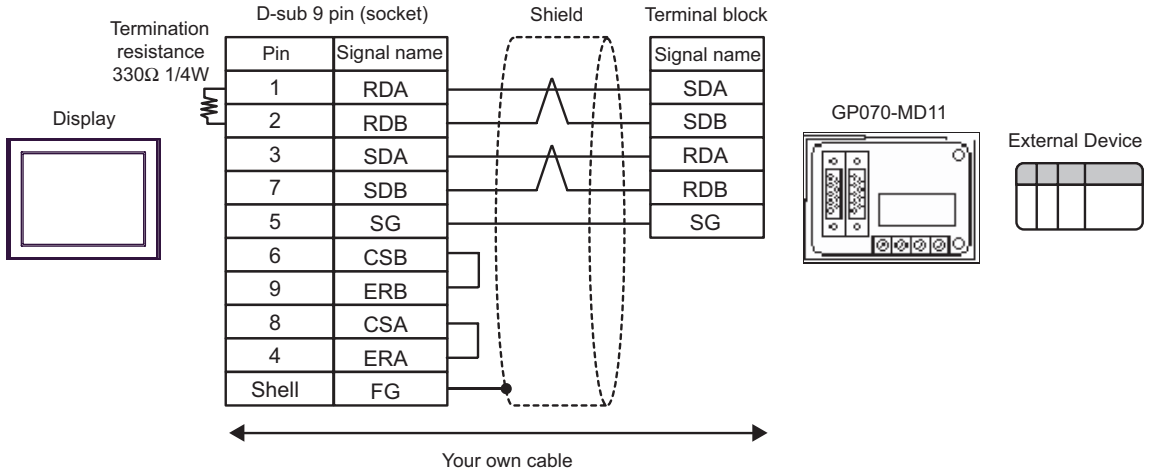 D-sub 9 pin (socket)
Shield
Terminal block
Termination
resistance
330Ω 1/4W
Pin Signal name
1 RDA
2 RDB
3 SDA
7 SDB
5 SG
6 CSB
9 ERB
8 CSA
4 ERA
Shell FG
Signal name
SDA
SDB
RDA
RDB
SG
Display
GP070-MD11
External Device
Your own cable